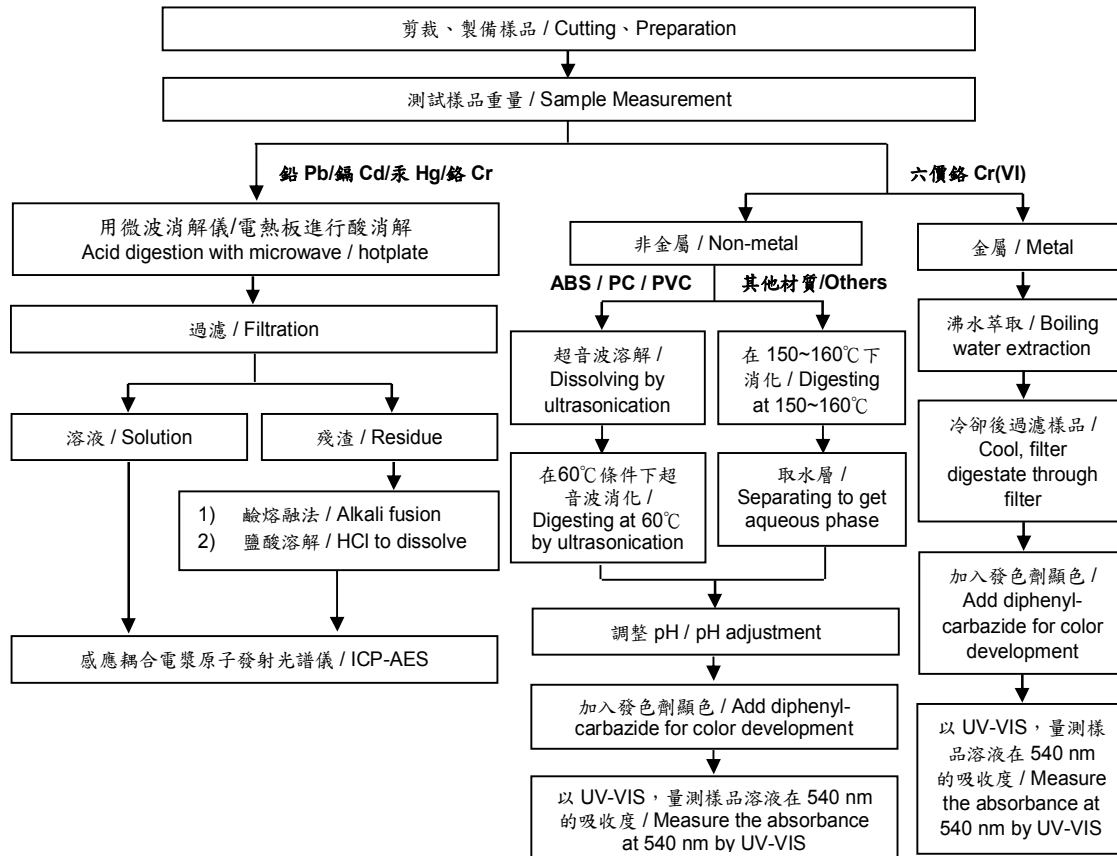 剪裁、製備樣品 / Cutting、Preparation
測試樣品重量 / Sample Measurement
鉛 Pb/鎘 Cd/汞 Hg/鉻 Cr
六價鉻 Cr(VI)
用微波消解儀/電熱板進行酸消解
Acid digestion with microwave / hotplate
過濾 / Filtration
溶液 / Solution
殘渣 / Residue
1) 鹼熔融法 / Alkali fusion
2) 鹽酸溶解 / HCl to dissolve
感應耦合電漿原子發射光譜儀 / ICP-AES
非金屬 / Non-metal
ABS / PC / PVC
其他材質/Others
超音波溶解 /
Dissolving by
ultrasonication
在 150~160℃下
消化 / Digesting
at 150~160℃
在60℃條件下超
音波消化 /
Digesting at 60℃
by ultrasonication
取水層 /
Separating to get
aqueous phase
調整 pH / pH adjustment
加入發色劑顯色 / Add diphenyl-
carbazide for color development
以 UV-VIS，量測樣品溶液在 540 nm
的吸收度 / Measure the absorbance
at 540 nm by UV-VIS
金屬 / Metal
沸水萃取 / Boiling
water extraction
冷卻後過濾樣品 /
Cool, filter
digestate through
filter
加入發色劑顯色 /
Add diphenyl-
carbazide for color
development
以 UV-VIS，量測樣
品溶液在 540 nm
的吸收度 / Measure
the absorbance at
540 nm by UV-VIS